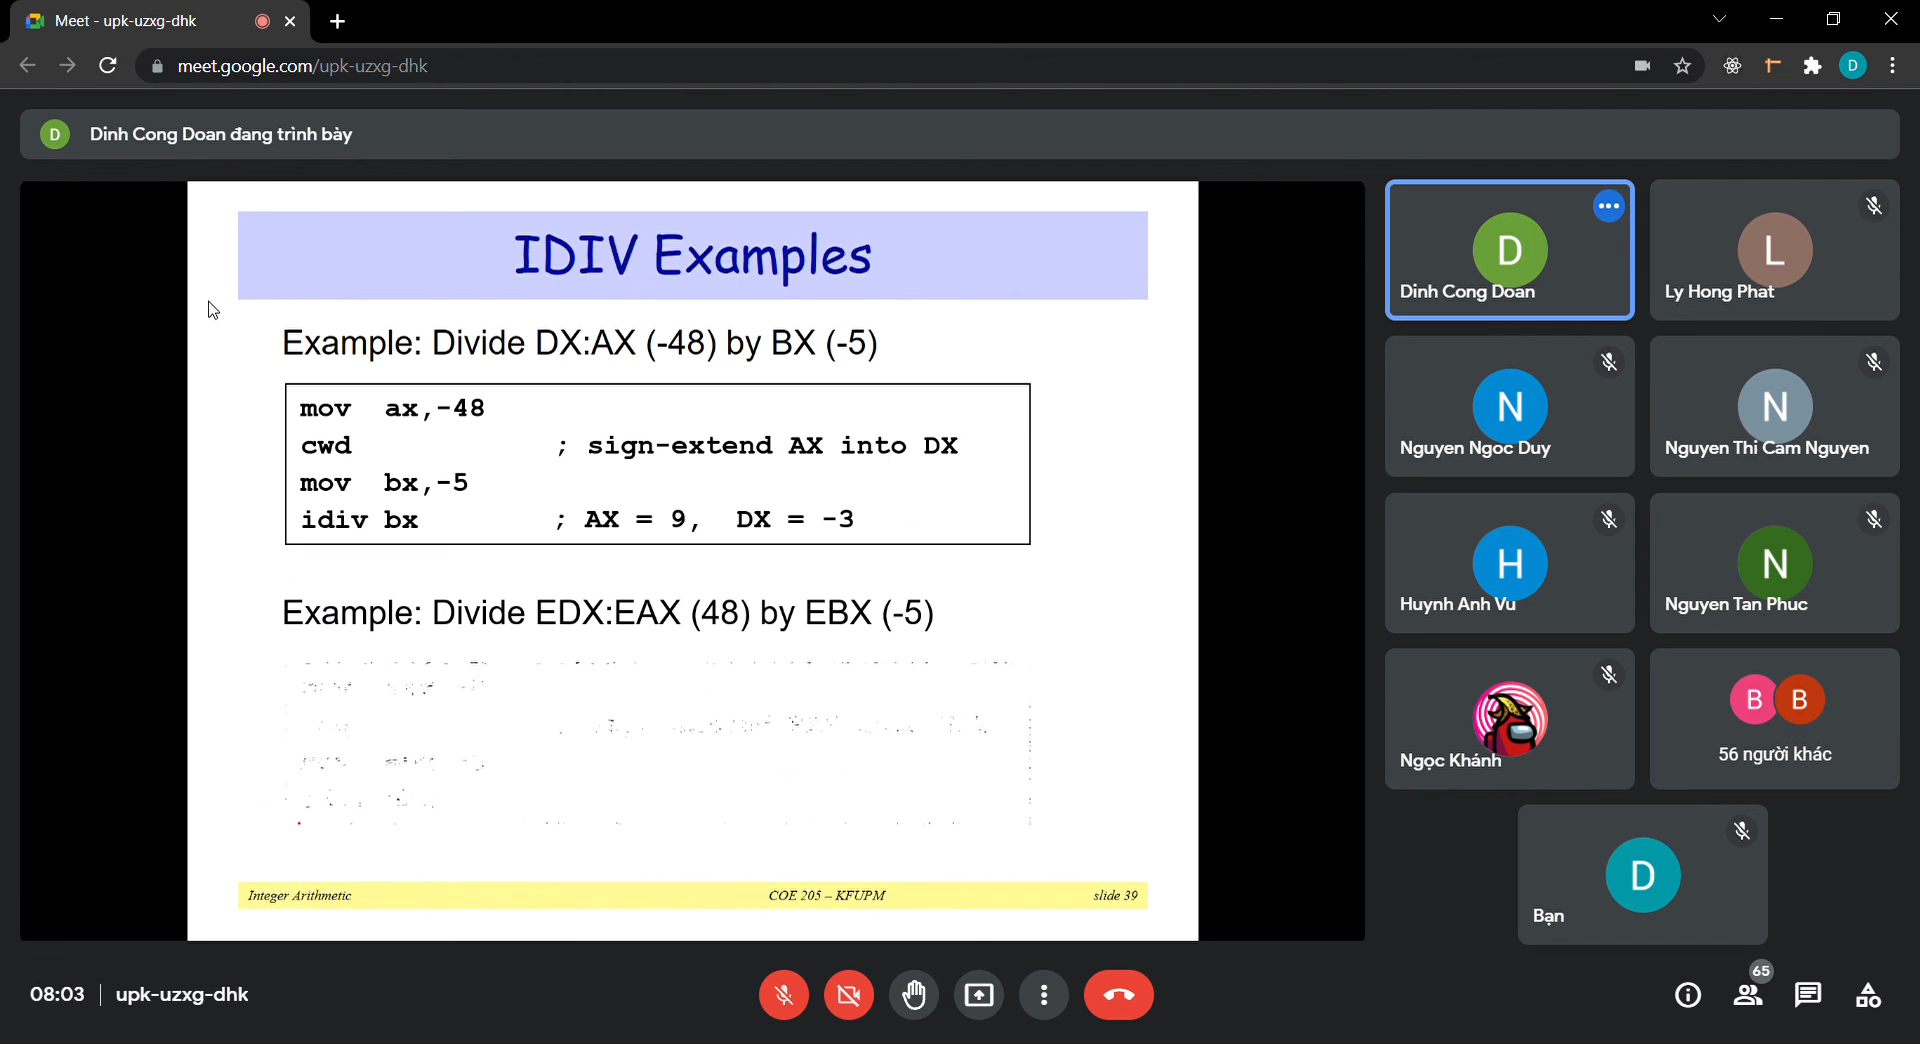 Meet - upk-uzxg-dhk
meet.google.com/upk-uzxg-dhk
D
D
Dinh Cong Doan đang trình bày
IDIV Examples
Example: Divide DX:AX (-48) by BX (-5)
mov ax,-48
cwd ; sign-extend AX into DX
mov bx,-5
idiv bx ; AX = 9, DX = -3
Example: Divide EDX:EAX (48) by EBX (-5)
Integer Arithmetic COE 205 – KFUPM slide 39
D
Dinh Cong Doan
L
Ly Hong Phat
N
Nguyen Ngoc Duy
N
Nguyen Thi Cam Nguyen
H
Huynh Anh Vu
N
Nguyen Tan Phuc
Ngọc Khánh
B B
56 người khác
D
Bạn
08:03 | upk-uzxg-dhk
65